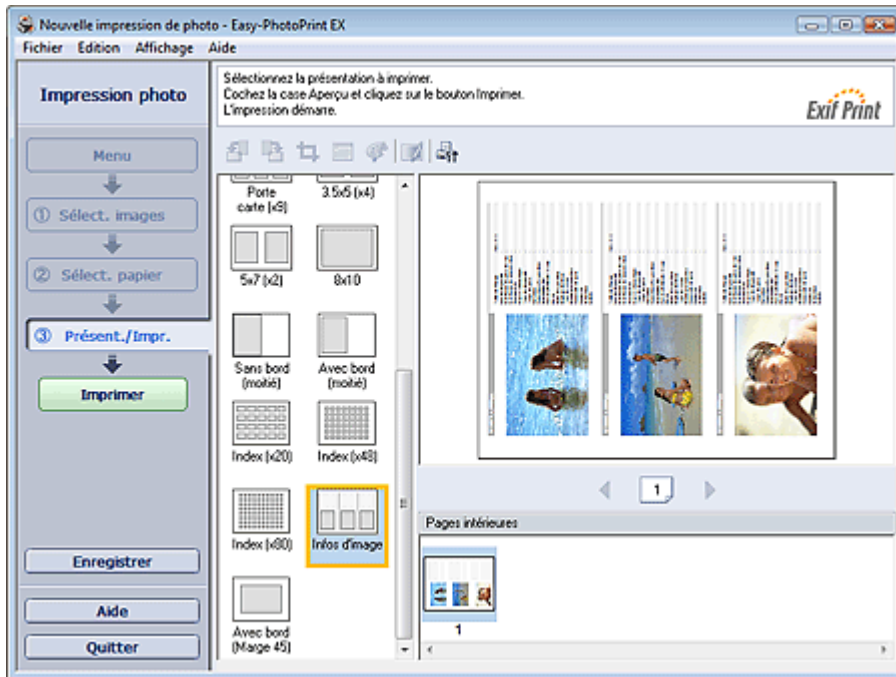 Nouvelle impression de photo - Easy-PhotoPrint EX
Fichier Edition Affichage Aide
Impression photo
Sélectionnez la présentation à imprimer.
Cochez la case Aperçu et cliquez sur le bouton Imprimer.
L'impression démarre.
Exif Print
Menu
① Sélect. images
② Sélect. papier
③ Présent./Impr.
Imprimer
Enregistrer
Aide
Quitter
Porte
carte (x9)
3.5x5 (x4)
5x7 (x2)
8x10
Sans bord
(moitié)
Avec bord
(moitié)
Index (x20)
Index (x48)
Index (x80)
Infos d'image
Avec bord
(Marge 45)
1
Pages intérieures
1